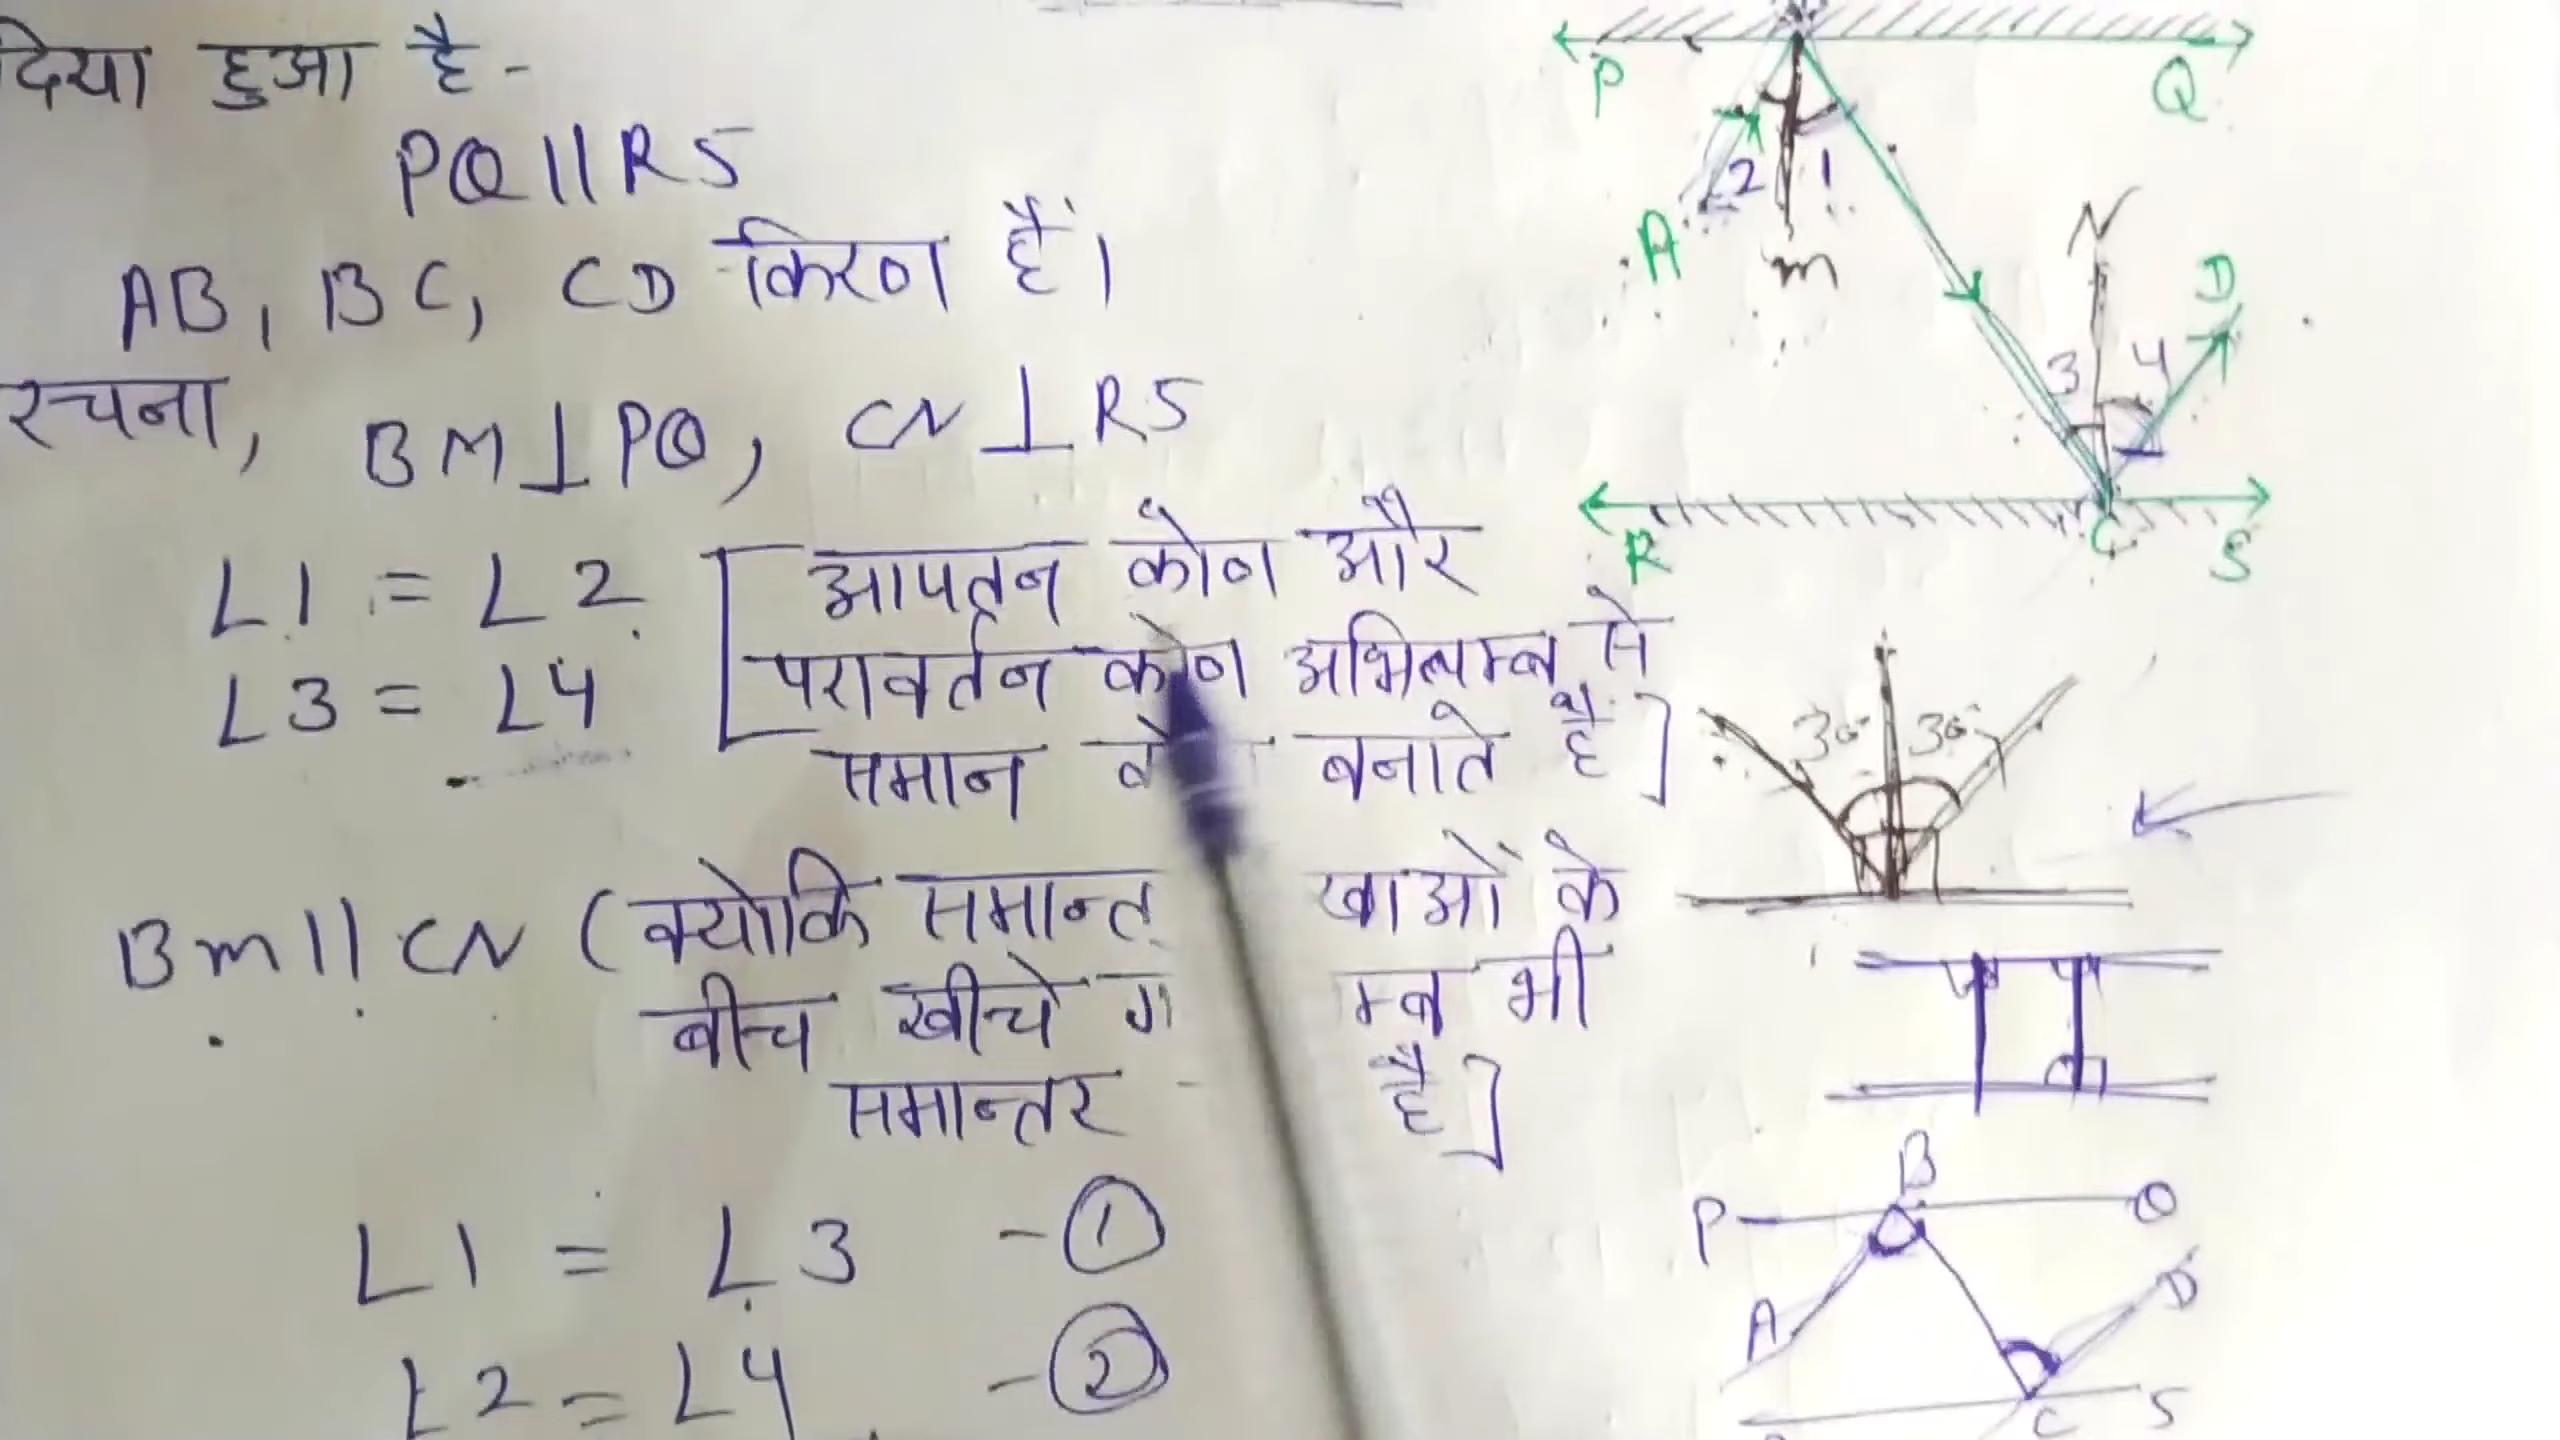 दिया हुआ है -
PQ || RS
AB, BC, CD किरण हैं।
रचना, BM ⊥ PQ, CN ⊥ RS
∠1 = ∠2 [आपतन कोण और
∠3 = ∠4 परावर्तन कोण अभिलम्ब से
समान बनाते है]
Bm || CN (क्योकि के
बीच खीचे भी
समान्तर है]
∠1 = ∠3 - ①
∠2 = ∠4 - ②
P Q
2 1
A m N D
3 4
R C S
30 30
B
P Q
A D
C S